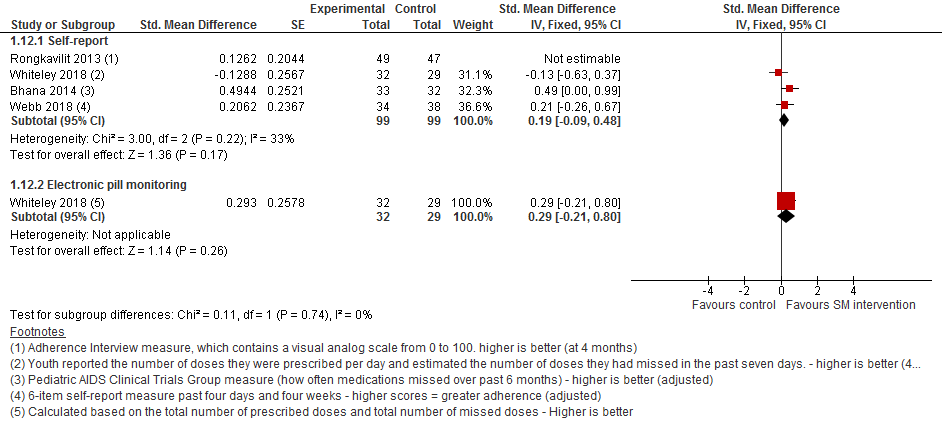 Experimental Control Std. Mean Difference Std. Mean Difference
Study or Subgroup Std. Mean Difference SE Total Total Weight IV, Fixed, 95% CI IV, Fixed, 95% CI
1.12.1 Self-report
Rongkavilit 2013 (1) 0.1262 0.2044 49 47 Not estimable
Whiteley 2018 (2) -0.1288 0.2567 32 29 31.1% -0.13 [-0.63, 0.37]
Bhana 2014 (3) 0.4944 0.2521 33 32 32.3% 0.49 [0.00, 0.99]
Webb 2018 (4) 0.2062 0.2367 34 38 36.6% 0.21 [-0.26, 0.67]
Subtotal (95% CI) 99 99 100.0% 0.19 [-0.09, 0.48]
Heterogeneity: Chi² = 3.00, df = 2 (P = 0.22); I² = 33%
Test for overall effect: Z = 1.36 (P = 0.17)
1.12.2 Electronic pill monitoring
Whiteley 2018 (5) 0.293 0.2578 32 29 100.0% 0.29 [-0.21, 0.80]
Subtotal (95% CI) 32 29 100.0% 0.29 [-0.21, 0.80]
Heterogeneity: Not applicable
Test for overall effect: Z = 1.14 (P = 0.26)
-4 -2 0 2 4
Favours control Favours SM intervention
Test for subgroup differences: Chi² = 0.11, df = 1 (P = 0.74), I² = 0%
Footnotes
(1) Adherence Interview measure, which contains a visual analog scale from 0 to 100. higher is better (at 4 months)
(2) Youth reported the number of doses they were prescribed per day and estimated the number of doses they had missed in the past seven days. - higher is better (4...
(3) Pediatric AIDS Clinical Trials Group measure (how often medications missed over past 6 months) - higher is better (adjusted)
(4) 6-item self-report measure past four days and four weeks - higher scores = greater adherence (adjusted)
(5) Calculated based on the total number of prescribed doses and total number of missed doses - Higher is better